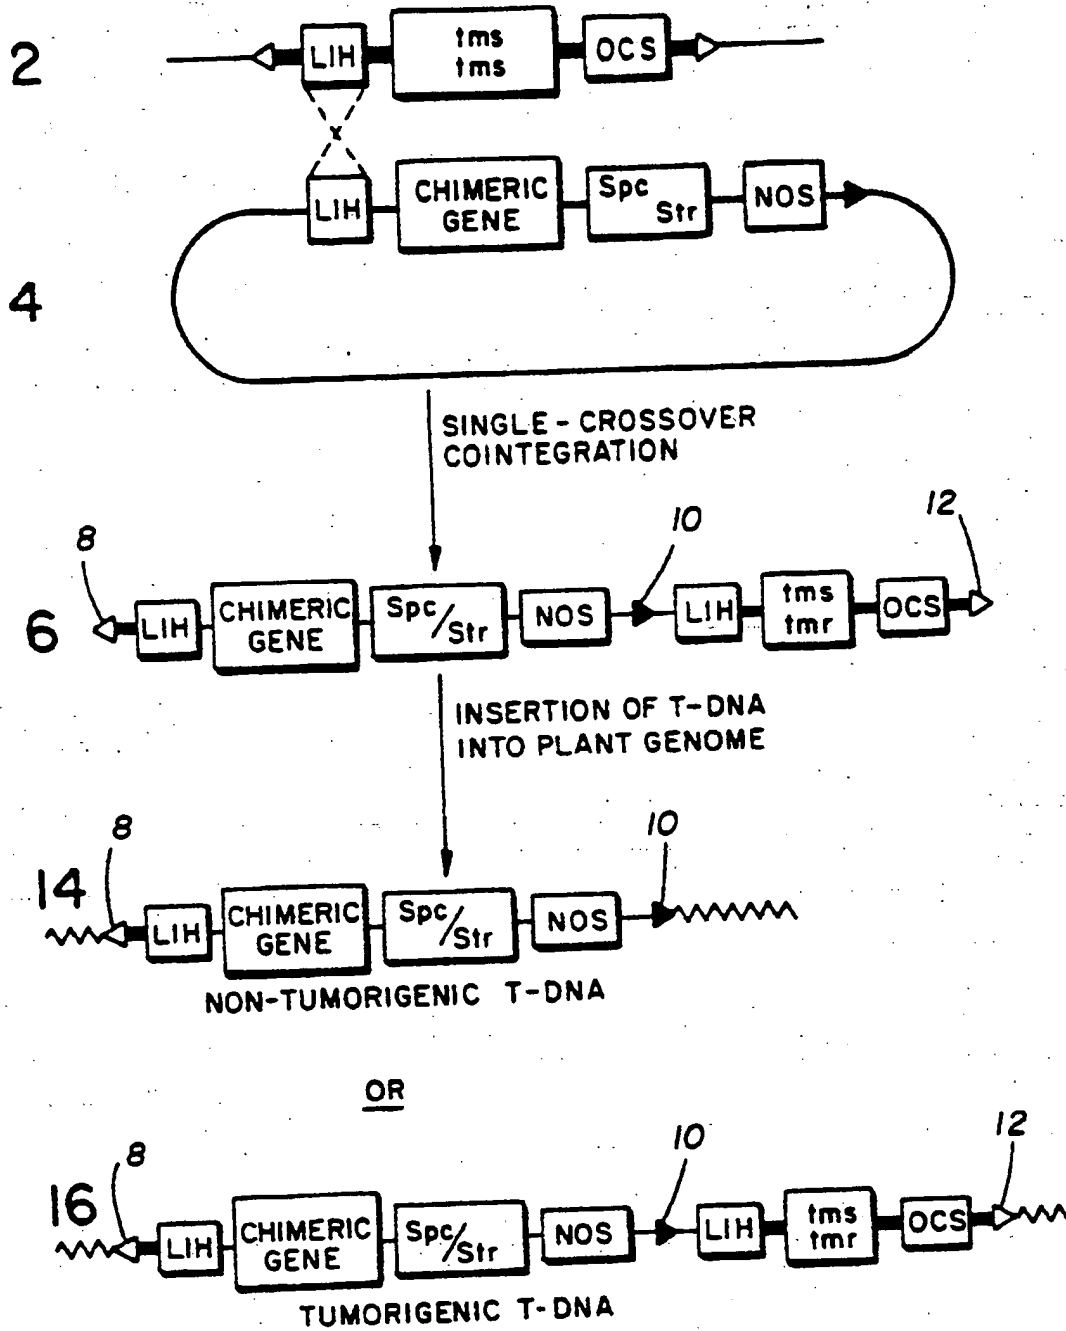 2
LIH
tms
tms
OCS
x
4
LIH
CHIMERIC
GENE
Spc
Str
NOS
SINGLE-CROSSOVER
COINTEGRATION
6
8
LIH
CHIMERIC
GENE
Spc/Str
NOS
10
LIH
tms
tmr
OCS
12
INSERTION OF T-DNA
INTO PLANT GENOME
14
8
LIH
CHIMERIC
GENE
Spc/Str
NOS
10
NON-TUMORIGENIC T-DNA
OR
16
8
LIH
CHIMERIC
GENE
Spc/Str
NOS
10
LIH
tms
tmr
OCS
12
TUMORIGENIC T-DNA